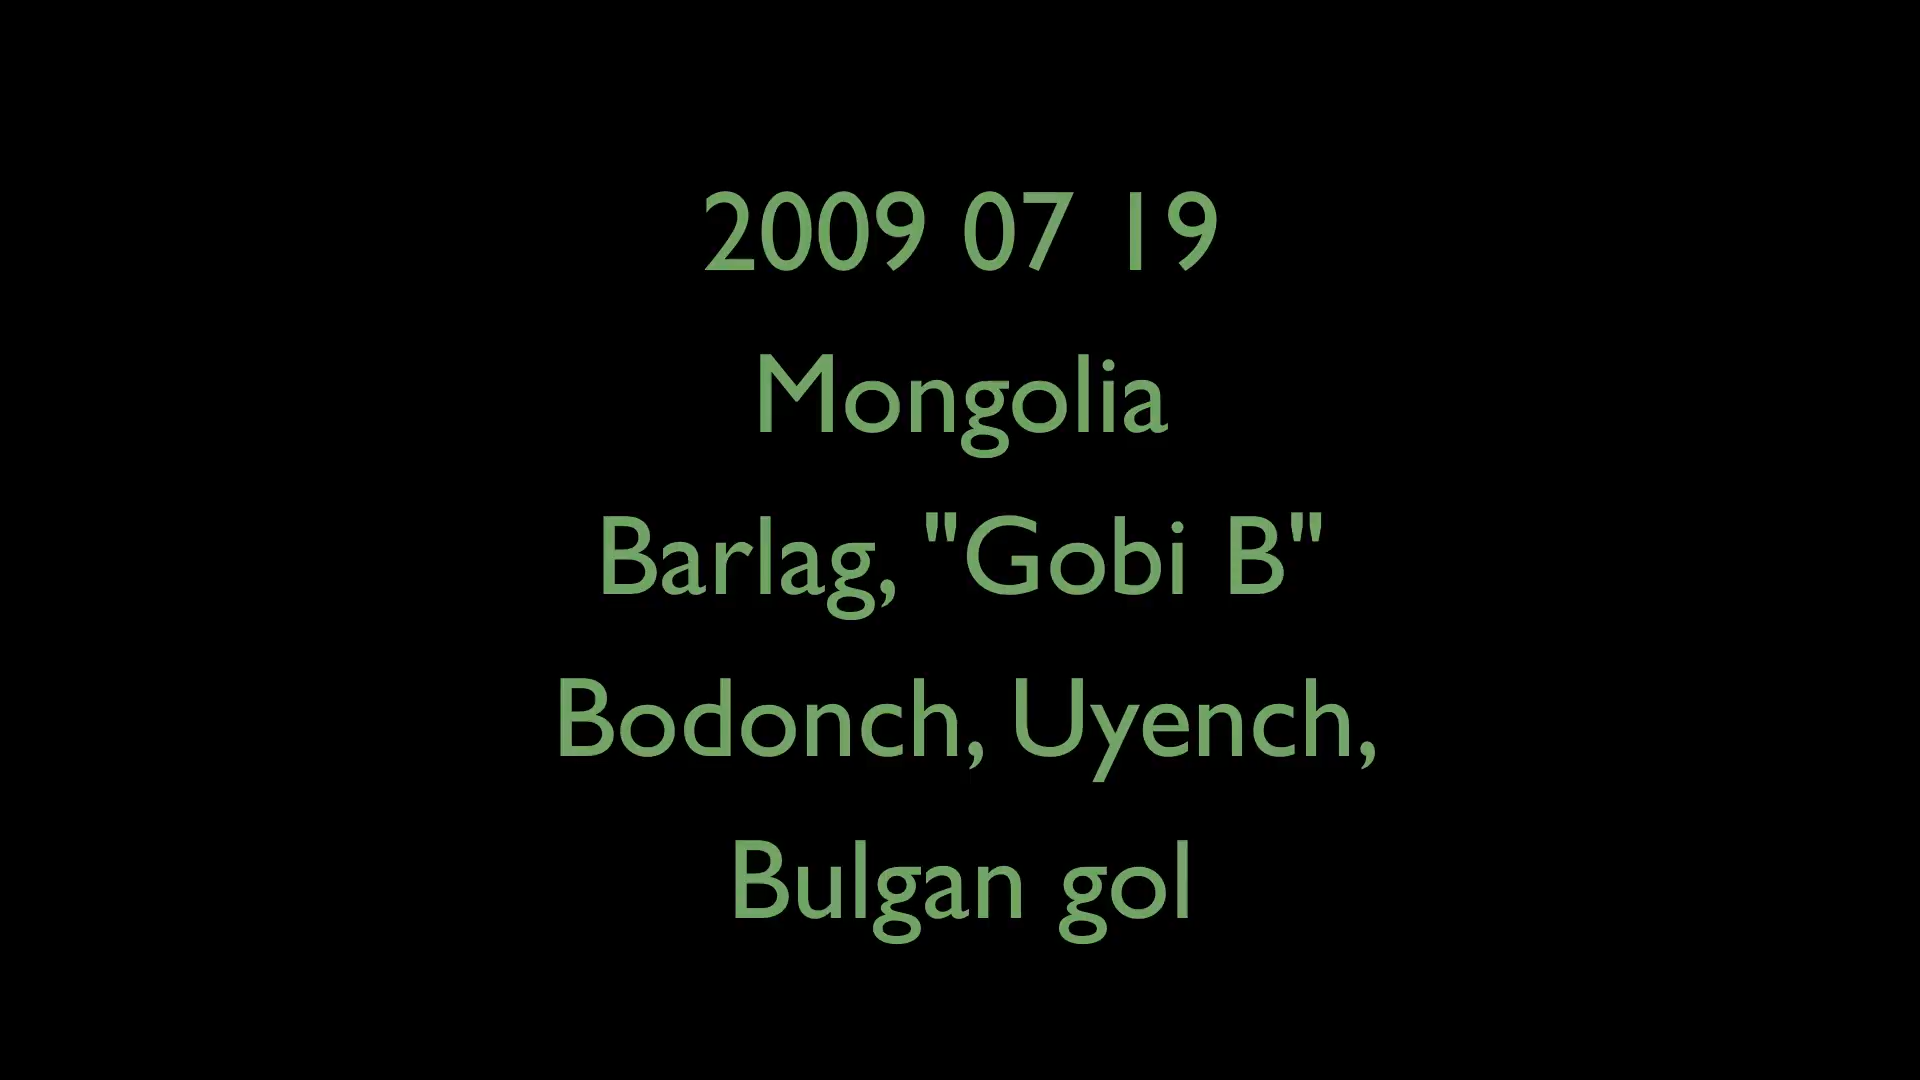 2009 07 19
Mongolia
Barlag, "Gobi B"
Bodonch, Uyench,
Bulgan gol